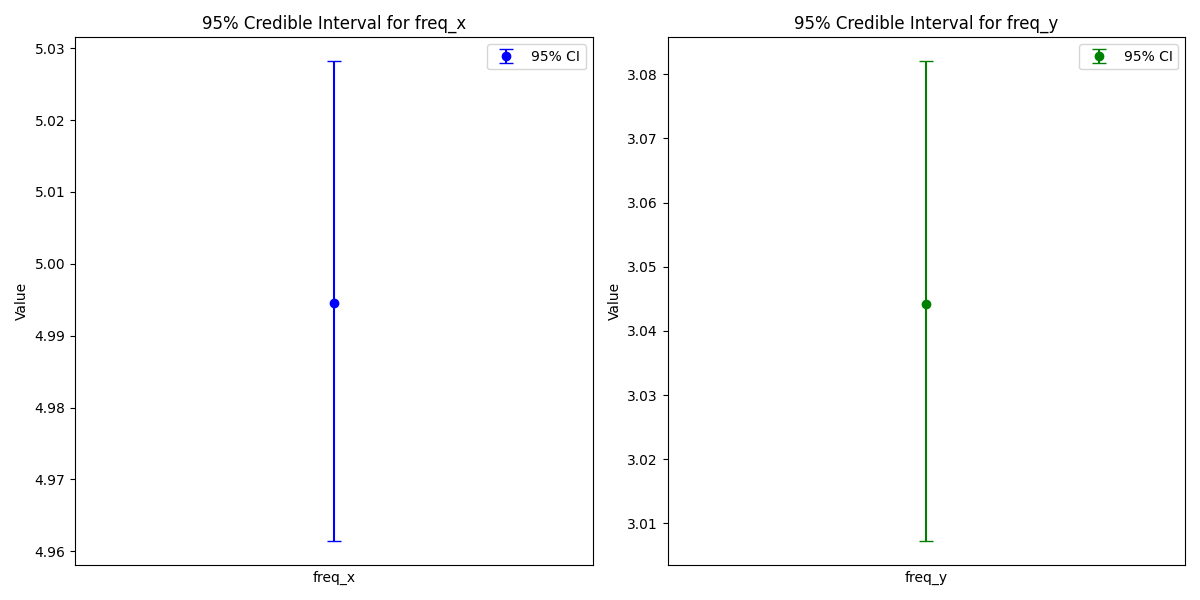 95% Credible Interval for freq_x
95% CI
5.03
5.02
5.01
5.00
4.99
4.98
4.97
4.96
Value
freq_x
95% Credible Interval for freq_y
95% CI
3.08
3.07
3.06
3.05
3.04
3.03
3.02
3.01
Value
freq_y